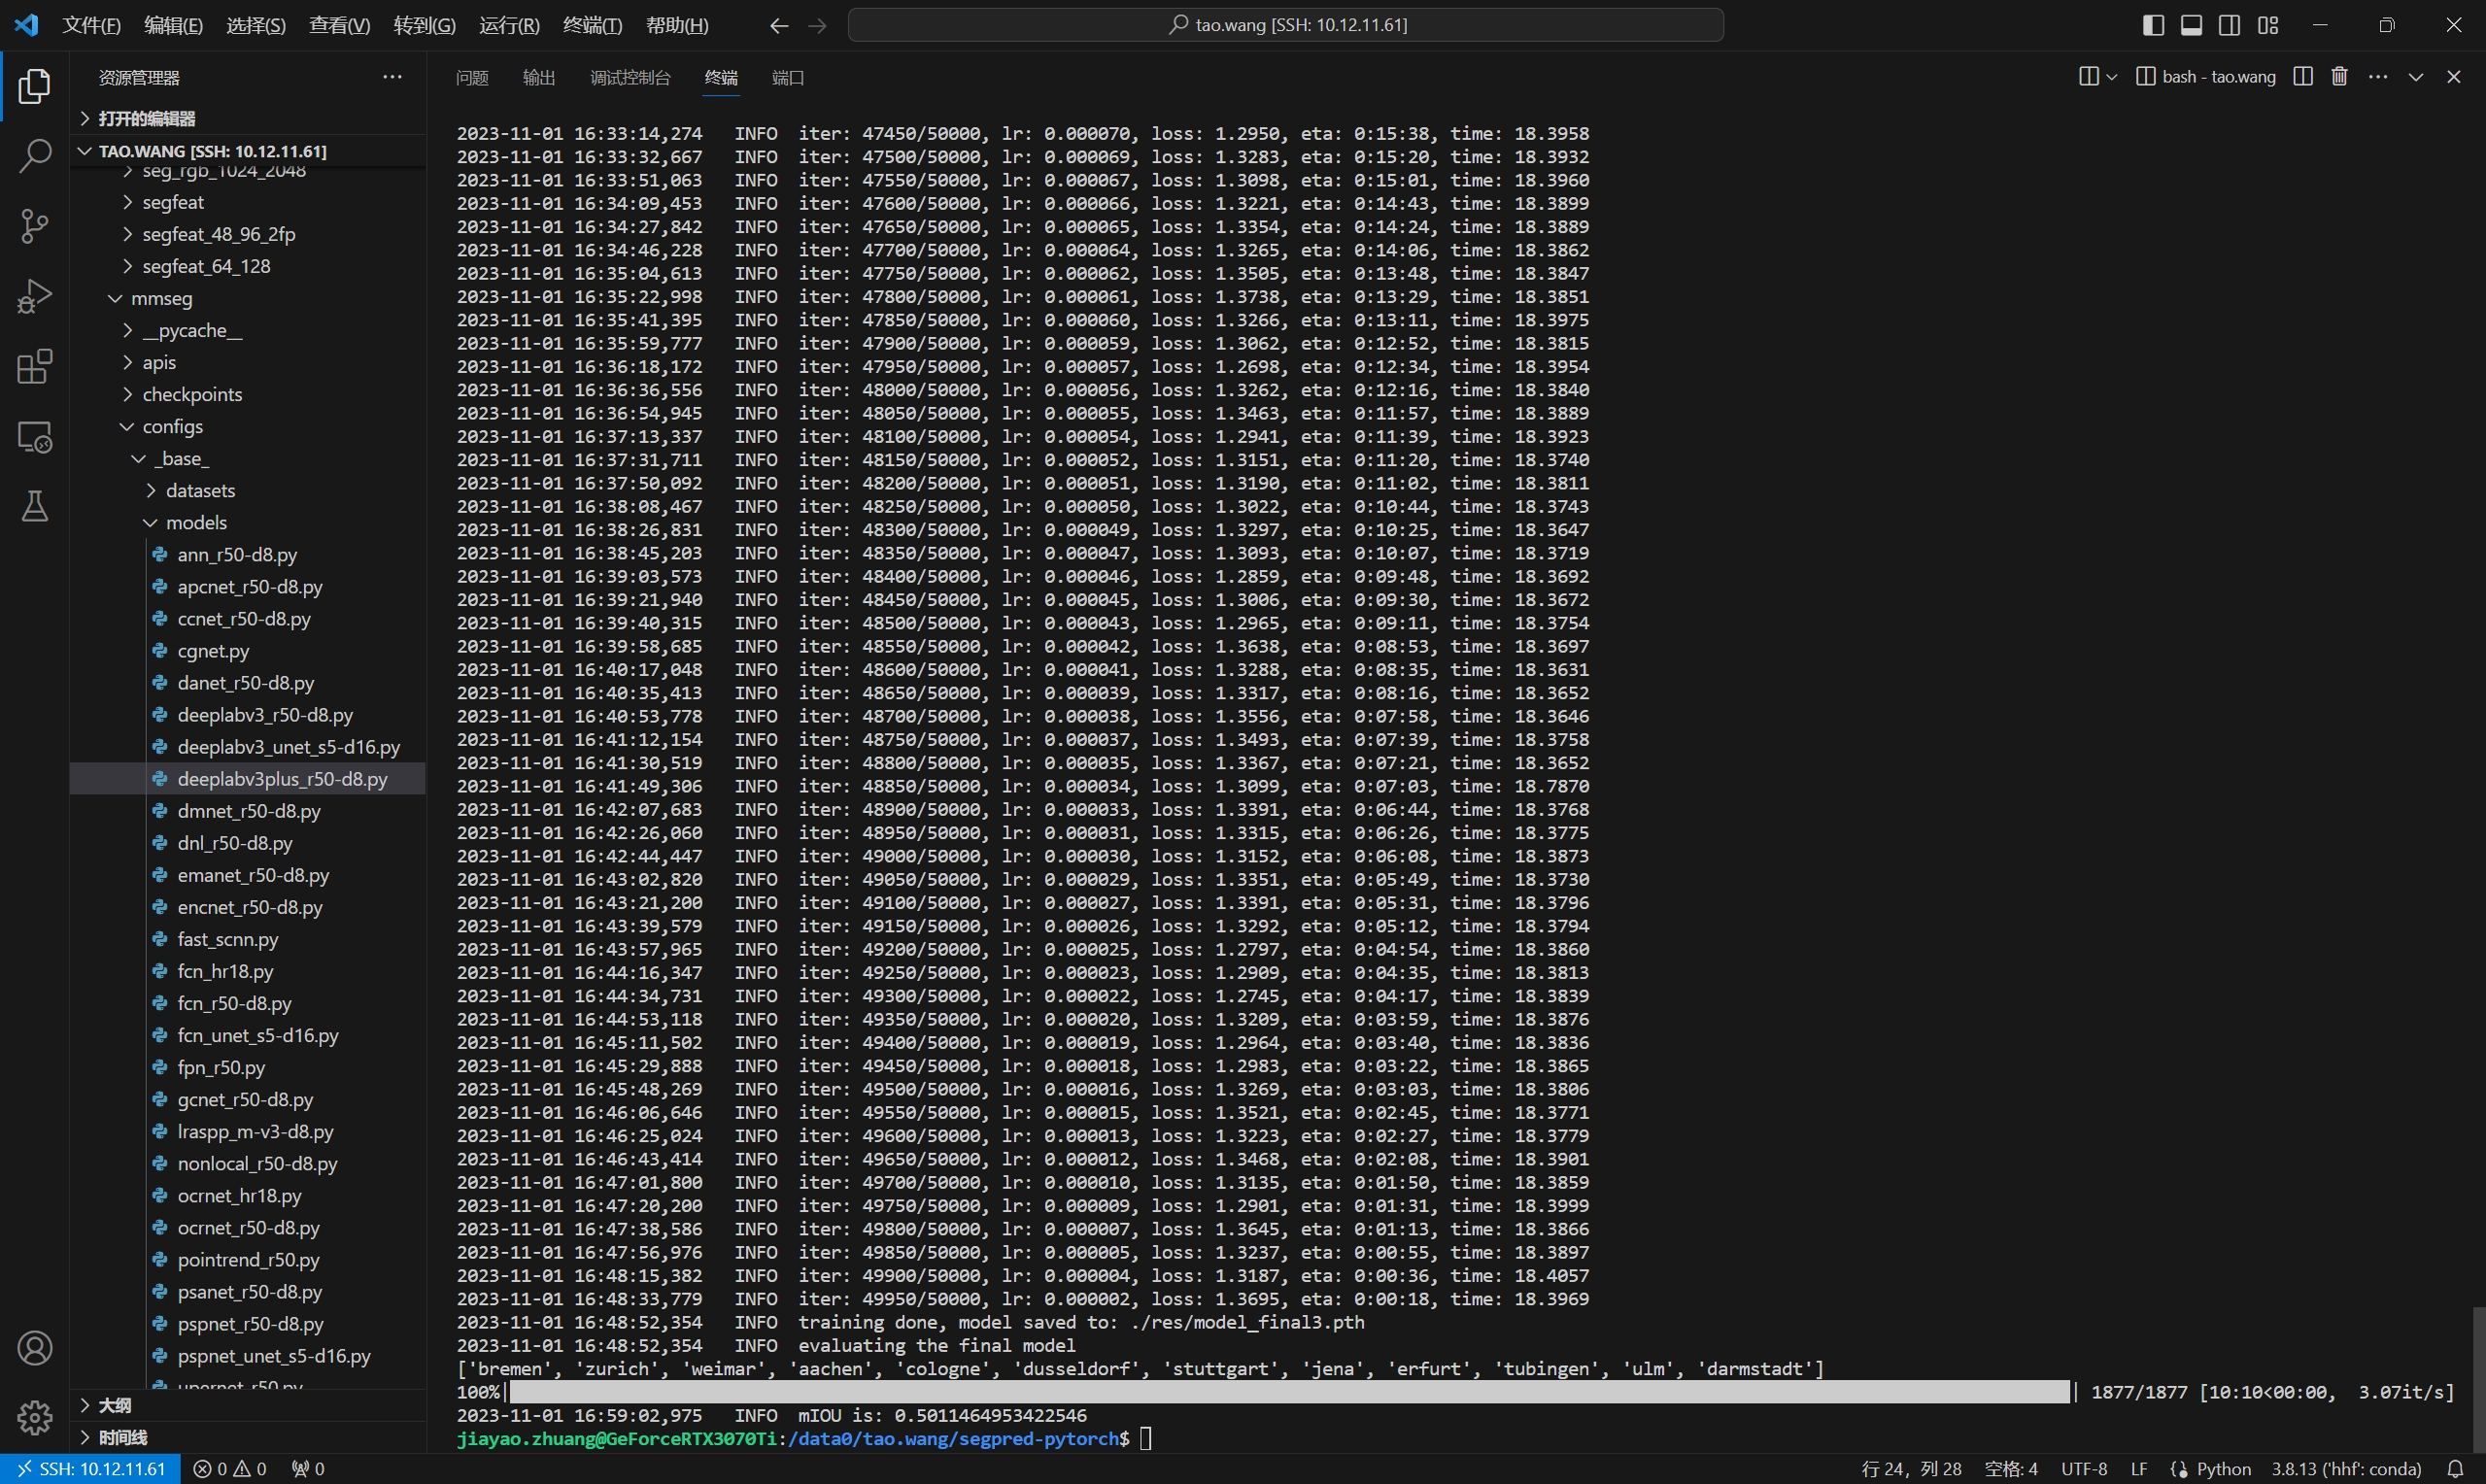 文件(F) 编辑(E) 选择(S) 查看(V) 转到(G) 运行(R) 终端(T) 帮助(H) tao.wang [SSH: 10.12.11.61]
资源管理器
打开的编辑器
TAO.WANG [SSH: 10.12.11.61]
seg_rgb_1024_2048
segfeat
segfeat_48_96_2fp
segfeat_64_128
mmseg
__pycache__
apis
checkpoints
configs
_base_
datasets
models
ann_r50-d8.py
apcnet_r50-d8.py
ccnet_r50-d8.py
cgnet.py
danet_r50-d8.py
deeplabv3_r50-d8.py
deeplabv3_unet_s5-d16.py
deeplabv3plus_r50-d8.py
dmnet_r50-d8.py
dnl_r50-d8.py
emanet_r50-d8.py
encnet_r50-d8.py
fast_scnn.py
fcn_hr18.py
fcn_r50-d8.py
fcn_unet_s5-d16.py
fpn_r50.py
gcnet_r50-d8.py
lraspp_m-v3-d8.py
nonlocal_r50-d8.py
ocrnet_hr18.py
ocrnet_r50-d8.py
pointrend_r50.py
psanet_r50-d8.py
pspnet_r50-d8.py
pspnet_unet_s5-d16.py
upernet_r50.py
大纲
时间线
问题 输出 调试控制台 终端 端口 bash - tao.wang
2023-11-01 16:33:14,274 INFO iter: 47450/50000, lr: 0.000070, loss: 1.2950, eta: 0:15:38, time: 18.3958
2023-11-01 16:33:32,667 INFO iter: 47500/50000, lr: 0.000069, loss: 1.3283, eta: 0:15:20, time: 18.3932
2023-11-01 16:33:51,063 INFO iter: 47550/50000, lr: 0.000067, loss: 1.3098, eta: 0:15:01, time: 18.3960
2023-11-01 16:34:09,453 INFO iter: 47600/50000, lr: 0.000066, loss: 1.3221, eta: 0:14:43, time: 18.3899
2023-11-01 16:34:27,842 INFO iter: 47650/50000, lr: 0.000065, loss: 1.3354, eta: 0:14:24, time: 18.3889
2023-11-01 16:34:46,228 INFO iter: 47700/50000, lr: 0.000064, loss: 1.3265, eta: 0:14:06, time: 18.3862
2023-11-01 16:35:04,613 INFO iter: 47750/50000, lr: 0.000062, loss: 1.3505, eta: 0:13:48, time: 18.3847
2023-11-01 16:35:22,998 INFO iter: 47800/50000, lr: 0.000061, loss: 1.3738, eta: 0:13:29, time: 18.3851
2023-11-01 16:35:41,395 INFO iter: 47850/50000, lr: 0.000060, loss: 1.3266, eta: 0:13:11, time: 18.3975
2023-11-01 16:35:59,777 INFO iter: 47900/50000, lr: 0.000059, loss: 1.3062, eta: 0:12:52, time: 18.3815
2023-11-01 16:36:18,172 INFO iter: 47950/50000, lr: 0.000057, loss: 1.2698, eta: 0:12:34, time: 18.3954
2023-11-01 16:36:36,556 INFO iter: 48000/50000, lr: 0.000056, loss: 1.3262, eta: 0:12:16, time: 18.3840
2023-11-01 16:36:54,945 INFO iter: 48050/50000, lr: 0.000055, loss: 1.3463, eta: 0:11:57, time: 18.3889
2023-11-01 16:37:13,337 INFO iter: 48100/50000, lr: 0.000054, loss: 1.2941, eta: 0:11:39, time: 18.3923
2023-11-01 16:37:31,711 INFO iter: 48150/50000, lr: 0.000052, loss: 1.3151, eta: 0:11:20, time: 18.3740
2023-11-01 16:37:50,092 INFO iter: 48200/50000, lr: 0.000051, loss: 1.3190, eta: 0:11:02, time: 18.3811
2023-11-01 16:38:08,467 INFO iter: 48250/50000, lr: 0.000050, loss: 1.3022, eta: 0:10:44, time: 18.3743
2023-11-01 16:38:26,831 INFO iter: 48300/50000, lr: 0.000049, loss: 1.3297, eta: 0:10:25, time: 18.3647
2023-11-01 16:38:45,203 INFO iter: 48350/50000, lr: 0.000047, loss: 1.3093, eta: 0:10:07, time: 18.3719
2023-11-01 16:39:03,573 INFO iter: 48400/50000, lr: 0.000046, loss: 1.2859, eta: 0:09:48, time: 18.3692
2023-11-01 16:39:21,940 INFO iter: 48450/50000, lr: 0.000045, loss: 1.3006, eta: 0:09:30, time: 18.3672
2023-11-01 16:39:40,315 INFO iter: 48500/50000, lr: 0.000043, loss: 1.2965, eta: 0:09:11, time: 18.3754
2023-11-01 16:39:58,685 INFO iter: 48550/50000, lr: 0.000042, loss: 1.3638, eta: 0:08:53, time: 18.3697
2023-11-01 16:40:17,048 INFO iter: 48600/50000, lr: 0.000041, loss: 1.3288, eta: 0:08:35, time: 18.3631
2023-11-01 16:40:35,413 INFO iter: 48650/50000, lr: 0.000039, loss: 1.3317, eta: 0:08:16, time: 18.3652
2023-11-01 16:40:53,778 INFO iter: 48700/50000, lr: 0.000038, loss: 1.3556, eta: 0:07:58, time: 18.3646
2023-11-01 16:41:12,154 INFO iter: 48750/50000, lr: 0.000037, loss: 1.3493, eta: 0:07:39, time: 18.3758
2023-11-01 16:41:30,519 INFO iter: 48800/50000, lr: 0.000035, loss: 1.3367, eta: 0:07:21, time: 18.3652
2023-11-01 16:41:49,306 INFO iter: 48850/50000, lr: 0.000034, loss: 1.3099, eta: 0:07:03, time: 18.7870
2023-11-01 16:42:07,683 INFO iter: 48900/50000, lr: 0.000033, loss: 1.3391, eta: 0:06:44, time: 18.3768
2023-11-01 16:42:26,060 INFO iter: 48950/50000, lr: 0.000031, loss: 1.3315, eta: 0:06:26, time: 18.3775
2023-11-01 16:42:44,447 INFO iter: 49000/50000, lr: 0.000030, loss: 1.3152, eta: 0:06:08, time: 18.3873
2023-11-01 16:43:02,820 INFO iter: 49050/50000, lr: 0.000029, loss: 1.3351, eta: 0:05:49, time: 18.3730
2023-11-01 16:43:21,200 INFO iter: 49100/50000, lr: 0.000027, loss: 1.3391, eta: 0:05:31, time: 18.3796
2023-11-01 16:43:39,579 INFO iter: 49150/50000, lr: 0.000026, loss: 1.3292, eta: 0:05:12, time: 18.3794
2023-11-01 16:43:57,965 INFO iter: 49200/50000, lr: 0.000025, loss: 1.2797, eta: 0:04:54, time: 18.3860
2023-11-01 16:44:16,347 INFO iter: 49250/50000, lr: 0.000023, loss: 1.2909, eta: 0:04:35, time: 18.3813
2023-11-01 16:44:34,731 INFO iter: 49300/50000, lr: 0.000022, loss: 1.2745, eta: 0:04:17, time: 18.3839
2023-11-01 16:44:53,118 INFO iter: 49350/50000, lr: 0.000020, loss: 1.3209, eta: 0:03:59, time: 18.3876
2023-11-01 16:45:11,502 INFO iter: 49400/50000, lr: 0.000019, loss: 1.2964, eta: 0:03:40, time: 18.3836
2023-11-01 16:45:29,888 INFO iter: 49450/50000, lr: 0.000018, loss: 1.2983, eta: 0:03:22, time: 18.3865
2023-11-01 16:45:48,269 INFO iter: 49500/50000, lr: 0.000016, loss: 1.3269, eta: 0:03:03, time: 18.3806
2023-11-01 16:46:06,646 INFO iter: 49550/50000, lr: 0.000015, loss: 1.3521, eta: 0:02:45, time: 18.3771
2023-11-01 16:46:25,024 INFO iter: 49600/50000, lr: 0.000013, loss: 1.3223, eta: 0:02:27, time: 18.3779
2023-11-01 16:46:43,414 INFO iter: 49650/50000, lr: 0.000012, loss: 1.3468, eta: 0:02:08, time: 18.3901
2023-11-01 16:47:01,800 INFO iter: 49700/50000, lr: 0.000010, loss: 1.3135, eta: 0:01:50, time: 18.3859
2023-11-01 16:47:20,200 INFO iter: 49750/50000, lr: 0.000009, loss: 1.2901, eta: 0:01:31, time: 18.3999
2023-11-01 16:47:38,586 INFO iter: 49800/50000, lr: 0.000007, loss: 1.3645, eta: 0:01:13, time: 18.3866
2023-11-01 16:47:56,976 INFO iter: 49850/50000, lr: 0.000005, loss: 1.3237, eta: 0:00:55, time: 18.3897
2023-11-01 16:48:15,382 INFO iter: 49900/50000, lr: 0.000004, loss: 1.3187, eta: 0:00:36, time: 18.4057
2023-11-01 16:48:33,779 INFO iter: 49950/50000, lr: 0.000002, loss: 1.3695, eta: 0:00:18, time: 18.3969
2023-11-01 16:48:52,354 INFO training done, model saved to: ./res/model_final3.pth
2023-11-01 16:48:52,354 INFO evaluating the final model
['bremen', 'zurich', 'weimar', 'aachen', 'cologne', 'dusseldorf', 'stuttgart', 'jena', 'erfurt', 'tubingen', 'ulm', 'darmstadt']
100%| | 1877/1877 [10:10<00:00, 3.07it/s]
2023-11-01 16:59:02,975 INFO mIOU is: 0.5011464953422546
jiayao.zhuang@GeForceRTX3070Ti:/data0/tao.wang/segpred-pytorch$
SSH: 10.12.11.61 0 0 0 行 24，列 28 空格: 4 UTF-8 LF Python 3.8.13 ('hhf': conda)